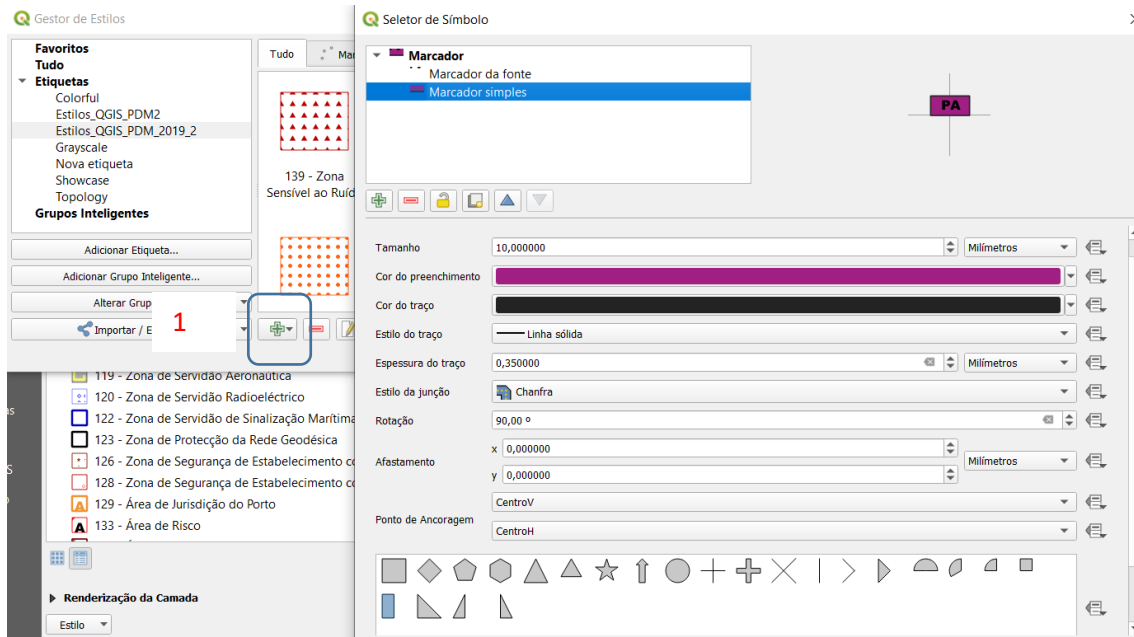 Gestor de Estilos
Favoritos
Tudo
Etiquetas
Colorful
Estilos_QGIS_PDM2
Estilos_QGIS_PDM_2019_2
Grayscale
Nova etiqueta
Showcase
Topology
Grupos Inteligentes
Adicionar Etiqueta...
Adicionar Grupo Inteligente...
Alterar Grup
Importar / E
1
Tudo
Mar
139 - Zona
Sensível ao Ruíd
119 - Zona de Servidão Aeronáutica
120 - Zona de Servidão Radioeléctrico
122 - Zona de Servidão de Sinalização Marítima
123 - Zona de Protecção da Rede Geodésica
126 - Zona de Segurança de Estabelecimento co
128 - Zona de Segurança de Estabelecimento co
A 129 - Área de Jurisdição do Porto
A 133 - Área de Risco
Renderização da Camada
Estilo
Seletor de Símbolo
Marcador
Marcador da fonte
Marcador simples
PA
Tamanho 10,000000 Milímetros
Cor do preenchimento
Cor do traço
Estilo do traço Linha sólida
Espessura do traço 0,350000 Milímetros
Estilo da junção Chanfra
Rotação 90,00 º
Afastamento x 0,000000 Milímetros
y 0,000000
Ponto de Ancoragem CentroV
CentroH